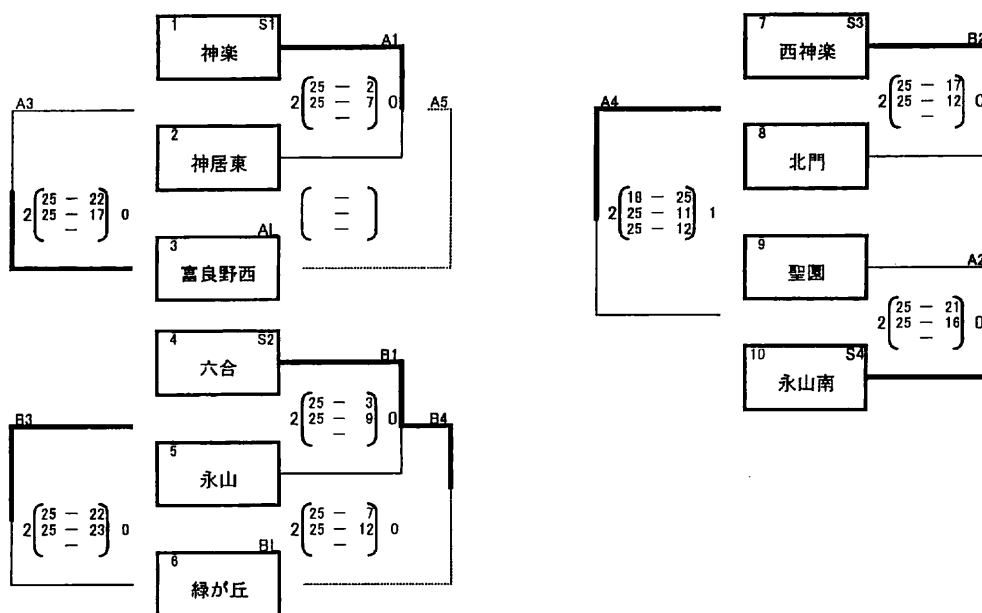 1 S1
神楽
A1
2 ( 25 - 2 ) 0
25 - 7
-
A3
A5
2
神居東
2 ( 25 - 22 ) 0
25 - 17
-
( - )
-
-
AL
3
富良野西
4 S2
六合
B1
2 ( 25 - 3 ) 0
25 - 9
-
B3
B4
5
永山
2 ( 25 - 22 ) 0
25 - 23
-
2 ( 25 - 7 ) 0
25 - 12
-
BL
6
緑が丘
7 S3
西神楽
B2
2 ( 25 - 17 ) 0
25 - 12
-
A4
8
北門
2 ( 18 - 25 ) 1
25 - 11
25 - 12
9
聖園
A2
2 ( 25 - 21 ) 0
25 - 16
-
10 S4
永山南